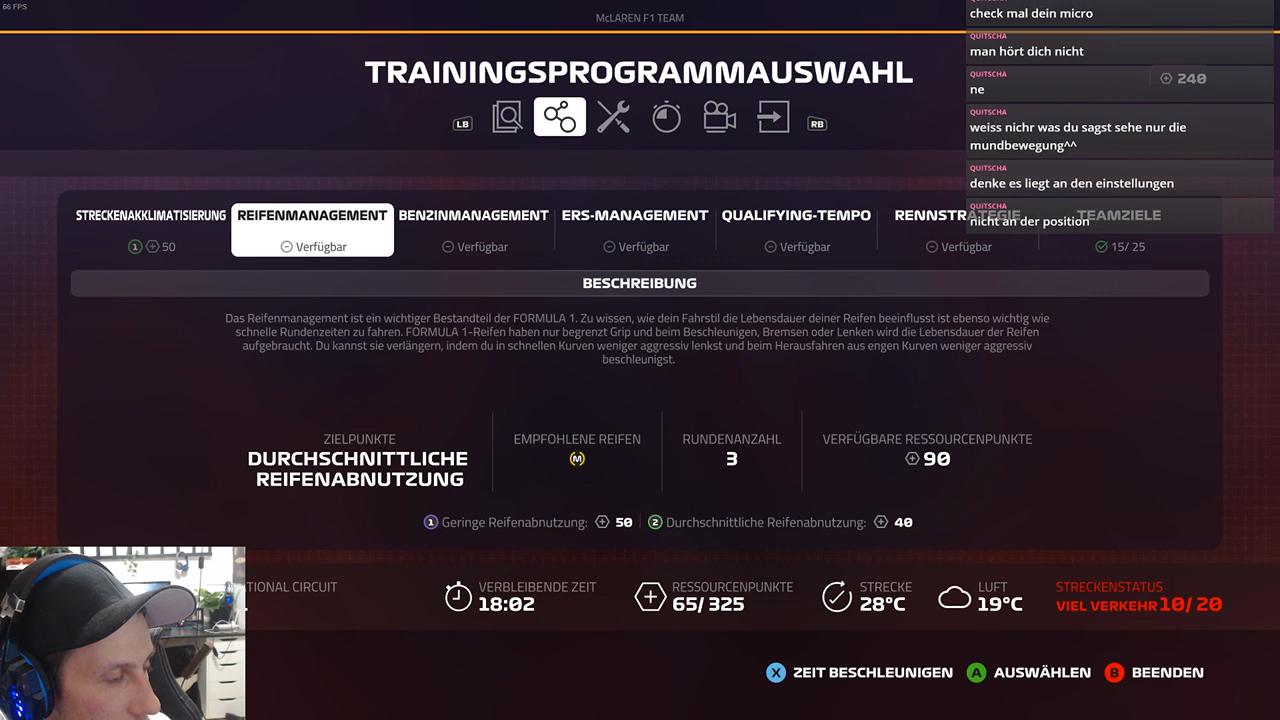 66 FPS
McLAREN F1 TEAM
TRAININGSPROGRAMMAUSWAHL
LB
RB
240
check mal dein micro
QUITSCHA
man hört dich nicht
QUITSCHA
ne
QUITSCHA
weiss nichr was du sagst sehe nur die
mundbewegung^^
QUITSCHA
denke es liegt an den einstellungen
QUITSCHA
nicht an der position
STRECKENAKKLIMATISIERUNG
1 50
REIFENMANAGEMENT
Verfügbar
BENZINMANAGEMENT
Verfügbar
ERS-MANAGEMENT
Verfügbar
QUALIFYING-TEMPO
Verfügbar
RENNSTRATEGIE
Verfügbar
TEAMZIELE
15/ 25
BESCHREIBUNG
Das Reifenmanagement ist ein wichtiger Bestandteil der FORMULA 1. Zu wissen, wie dein Fahrstil die Lebensdauer deiner Reifen beeinflusst ist ebenso wichtig wie
schnelle Rundenzeiten zu fahren. FORMULA 1-Reifen haben nur begrenzt Grip und beim Beschleunigen, Bremsen oder Lenken wird die Lebensdauer der Reifen
aufgebraucht. Du kannst sie verlängern, indem du in schnellen Kurven weniger aggressiv lenkst und beim Herausfahren aus engen Kurven weniger aggressiv
beschleunigst.
ZIELPUNKTE
DURCHSCHNITTLICHE
REIFENABNUTZUNG
EMPFOHLENE REIFEN
M
RUNDENANZAHL
3
VERFÜGBARE RESSOURCENPUNKTE
90
1 Geringe Reifenabnutzung: 50 2 Durchschnittliche Reifenabnutzung: 40
TIONAL CIRCUIT
VERBLEIBENDE ZEIT
18:02
RESSOURCENPUNKTE
65/ 325
STRECKE
28°C
LUFT
19°C
STRECKENSTATUS
VIEL VERKEHR 10/ 20
X ZEIT BESCHLEUNIGEN A AUSWÄHLEN B BEENDEN